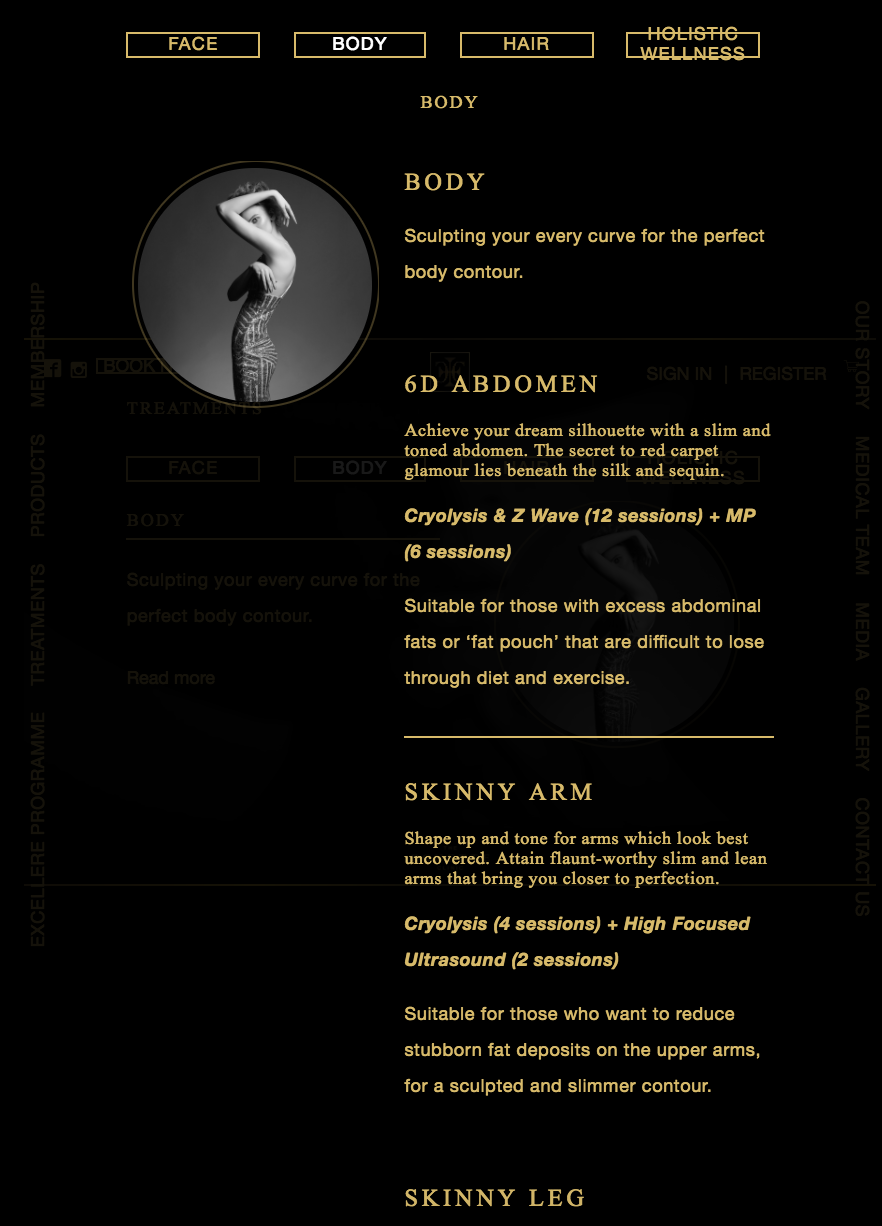 FACE
BODY
HAIR
HOLISTIC
WELLNESS
BODY
BODY
Sculpting your every curve for the perfect
body contour.
MEMBERSHIP
PRODUCTS
TREATMENTS
EXCELLERE PROGRAMME
OUR STORY
MEDICAL TEAM
MEDIA
GALLERY
CONTACT US
BOOK
SIGN IN | REGISTER
TREATMENTS
FACE
BODY
WELLNESS
BODY
Sculpting your every curve for the
perfect body contour.
Read more
6D ABDOMEN
Achieve your dream silhouette with a slim and
toned abdomen. The secret to red carpet
glamour lies beneath the silk and sequin.
Cryolysis & Z Wave (12 sessions) + MP
(6 sessions)
Suitable for those with excess abdominal
fats or ‘fat pouch’ that are difficult to lose
through diet and exercise.
SKINNY ARM
Shape up and tone for arms which look best
uncovered. Attain flaunt-worthy slim and lean
arms that bring you closer to perfection.
Cryolysis (4 sessions) + High Focused
Ultrasound (2 sessions)
Suitable for those who want to reduce
stubborn fat deposits on the upper arms,
for a sculpted and slimmer contour.
SKINNY LEG